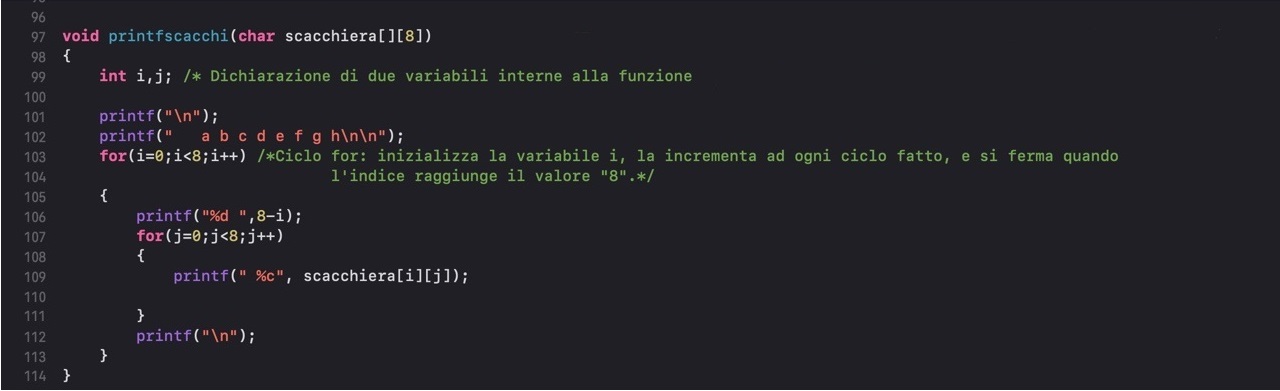 96
97 void printfscacchi(char scacchiera[][8])
98 {
99     int i,j; /* Dichiarazione di due variabili interne alla funzione
100
101     printf("\n");
102     printf("   a b c d e f g h\n\n");
103     for(i=0;i<8;i++) /*Ciclo for: inizializza la variabile i, la incrementa ad ogni ciclo fatto, e si ferma quando
104                              l'indice raggiunge il valore "8".*/
105     {
106         printf("%d ",8-i);
107         for(j=0;j<8;j++)
108         {
109             printf(" %c", scacchiera[i][j]);
110
111         }
112         printf("\n");
113     }
114 }